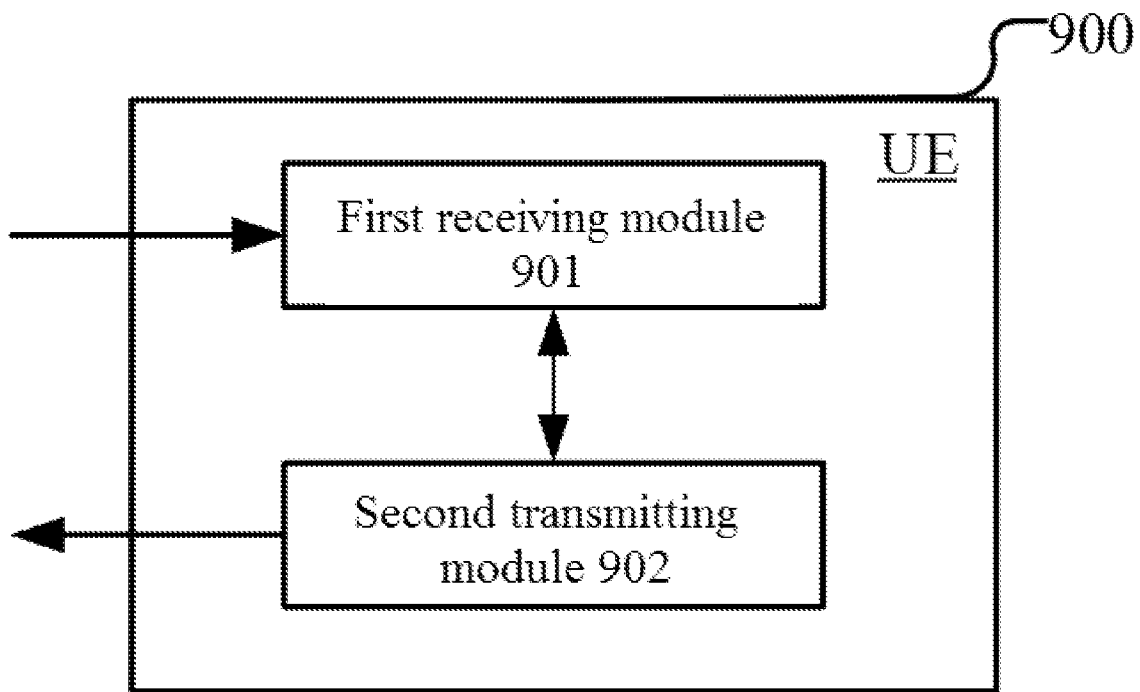 900
UE
First receiving module
901
Second transmitting
module 902